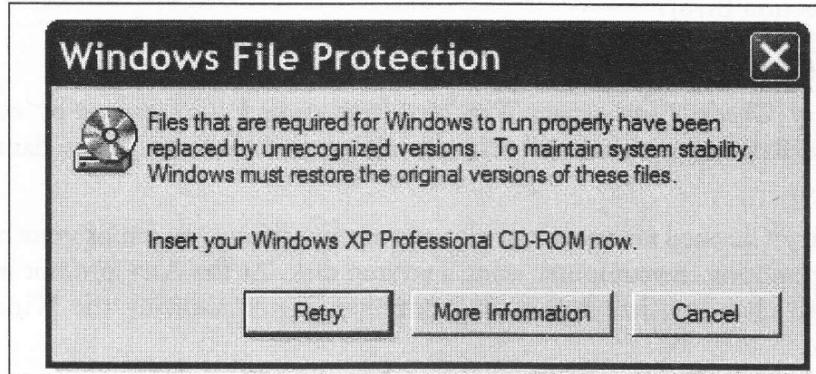 Windows File Protection
Files that are required for Windows to run properly have been
replaced by unrecognized versions. To maintain system stability,
Windows must restore the original versions of these files.
Insert your Windows XP Professional CD-ROM now.
Retry
More Information
Cancel